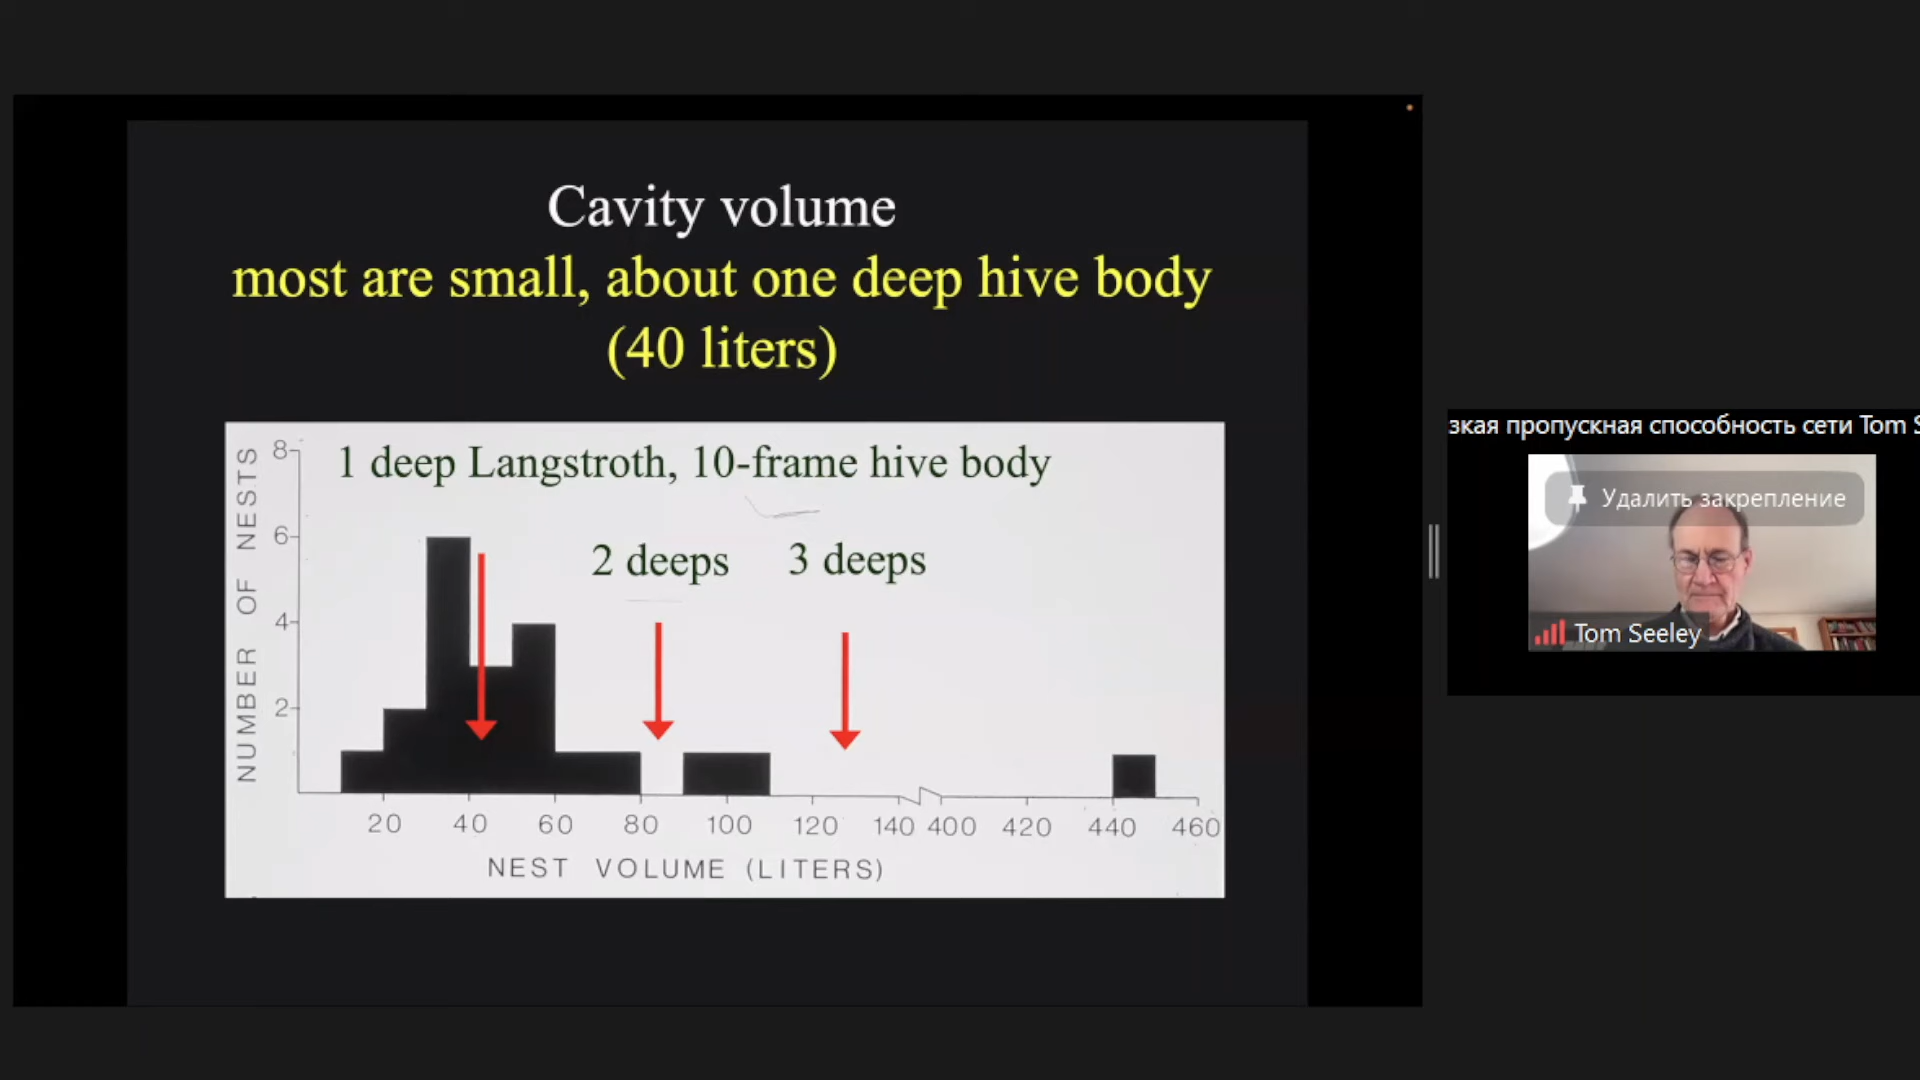 Cavity volume
most are small, about one deep hive body
(40 liters)
1 deep Langstroth, 10-frame hive body
2 deeps 3 deeps
NUMBER OF NESTS
8
6
4
2
20 40 60 80 100 120 140 400 420 440 460
NEST VOLUME (LITERS)
зкая пропускная способность сети Tom S
Удалить закрепление
Tom Seeley